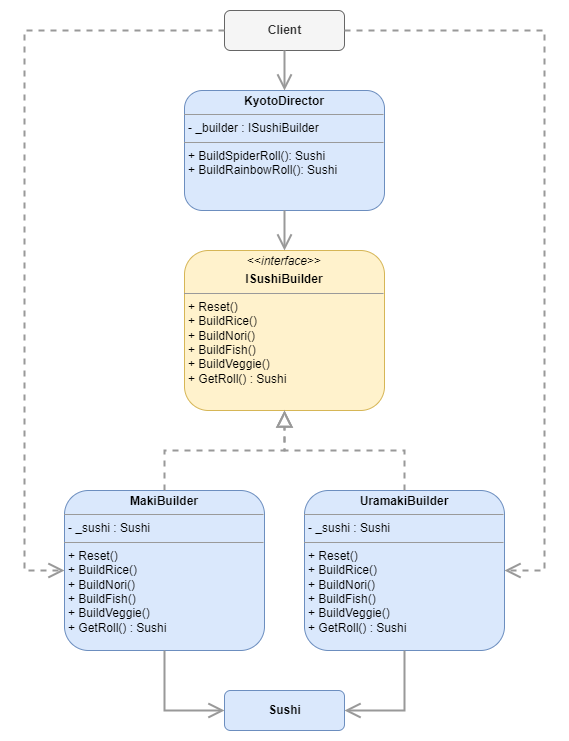 Client
KyotoDirector
- _builder : ISushiBuilder
+ BuildSpiderRoll(): Sushi
+ BuildRainbowRoll(): Sushi
<<interface>>
ISushiBuilder
+ Reset()
+ BuildRice()
+ BuildNori()
+ BuildFish()
+ BuildVeggie()
+ GetRoll() : Sushi
MakiBuilder
- _sushi : Sushi
+ Reset()
+ BuildRice()
+ BuildNori()
+ BuildFish()
+ BuildVeggie()
+ GetRoll() : Sushi
UramakiBuilder
- _sushi : Sushi
+ Reset()
+ BuildRice()
+ BuildNori()
+ BuildFish()
+ BuildVeggie()
+ GetRoll() : Sushi
Sushi